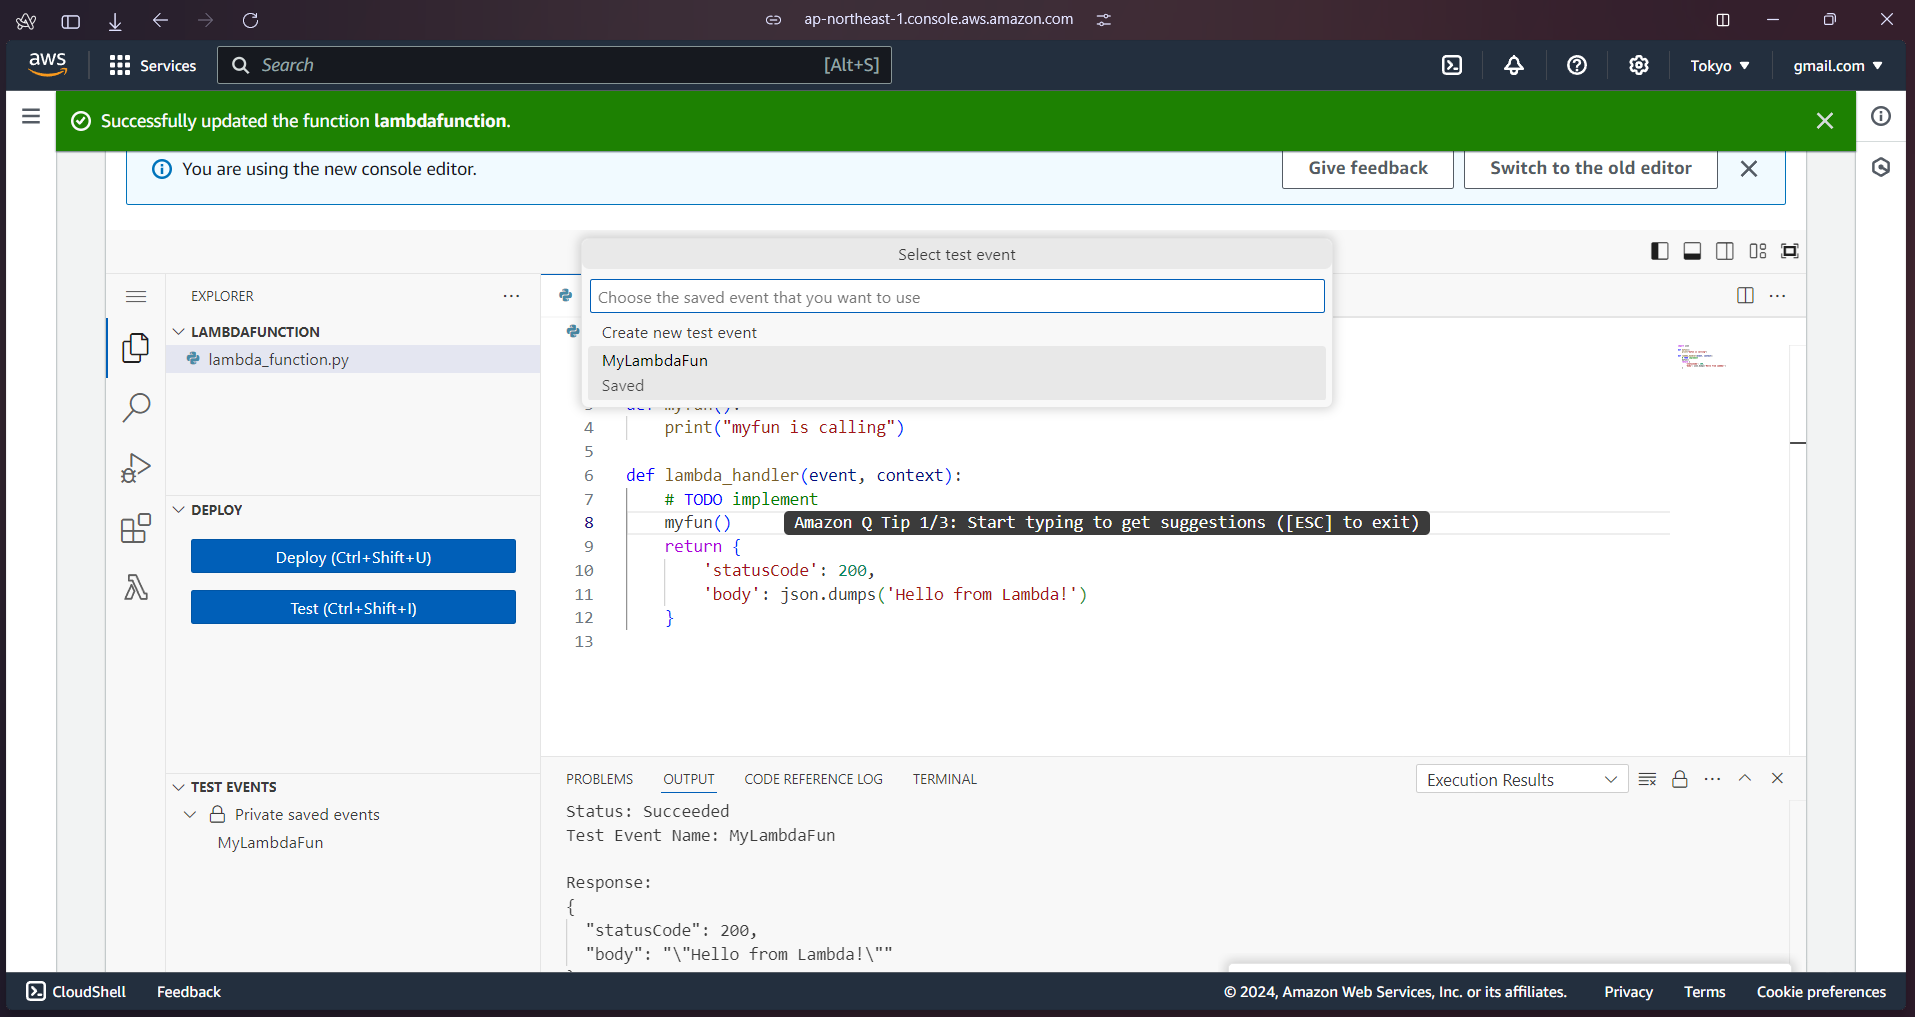 ap-northeast-1.console.aws.amazon.com
aws
Services
Search
[Alt+S]
Tokyo
gmail.com
Successfully updated the function lambdafunction.
You are using the new console editor.
Give feedback
Switch to the old editor
Select test event
Choose the saved event that you want to use
Create new test event
MyLambdaFun
Saved
EXPLORER
LAMBDAFUNCTION
lambda_function.py
DEPLOY
Deploy (Ctrl+Shift+U)
Test (Ctrl+Shift+I)
TEST EVENTS
Private saved events
MyLambdaFun
4 print("myfun is calling")
5
6 def lambda_handler(event, context):
7 # TODO implement
8 myfun() Amazon Q Tip 1/3: Start typing to get suggestions ([ESC] to exit)
9 return {
10 'statusCode': 200,
11 'body': json.dumps('Hello from Lambda!')
12 }
13
PROBLEMS
OUTPUT
CODE REFERENCE LOG
TERMINAL
Execution Results
Status: Succeeded
Test Event Name: MyLambdaFun
Response:
{
"statusCode": 200,
"body": "\"Hello from Lambda!\""
CloudShell
Feedback
© 2024, Amazon Web Services, Inc. or its affiliates.
Privacy
Terms
Cookie preferences